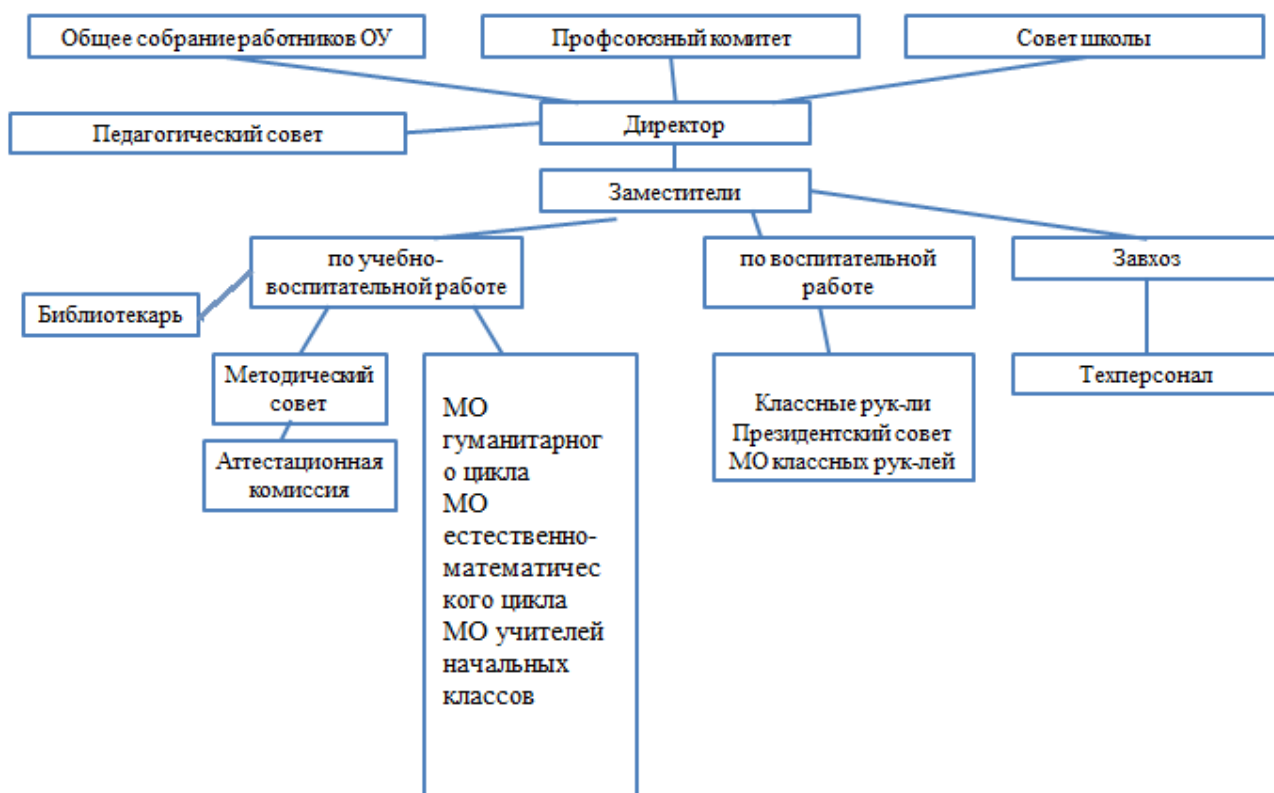 Общее собрание работников ОУ
Профсоюзный комитет
Совет школы
Директор
Педагогический совет
Заместители
по учебно-
воспитательной работе
по воспитательной
работе
Завхоз
Библиотекарь
Методический
совет
Аттестационная
комиссия
МО
гуманитарног
о цикла
МО
естественно-
математичес
кого цикла
МО учителей
начальных
классов
Классные рук-ли
Президентский совет
МО классных рук-лей
Техперсонал